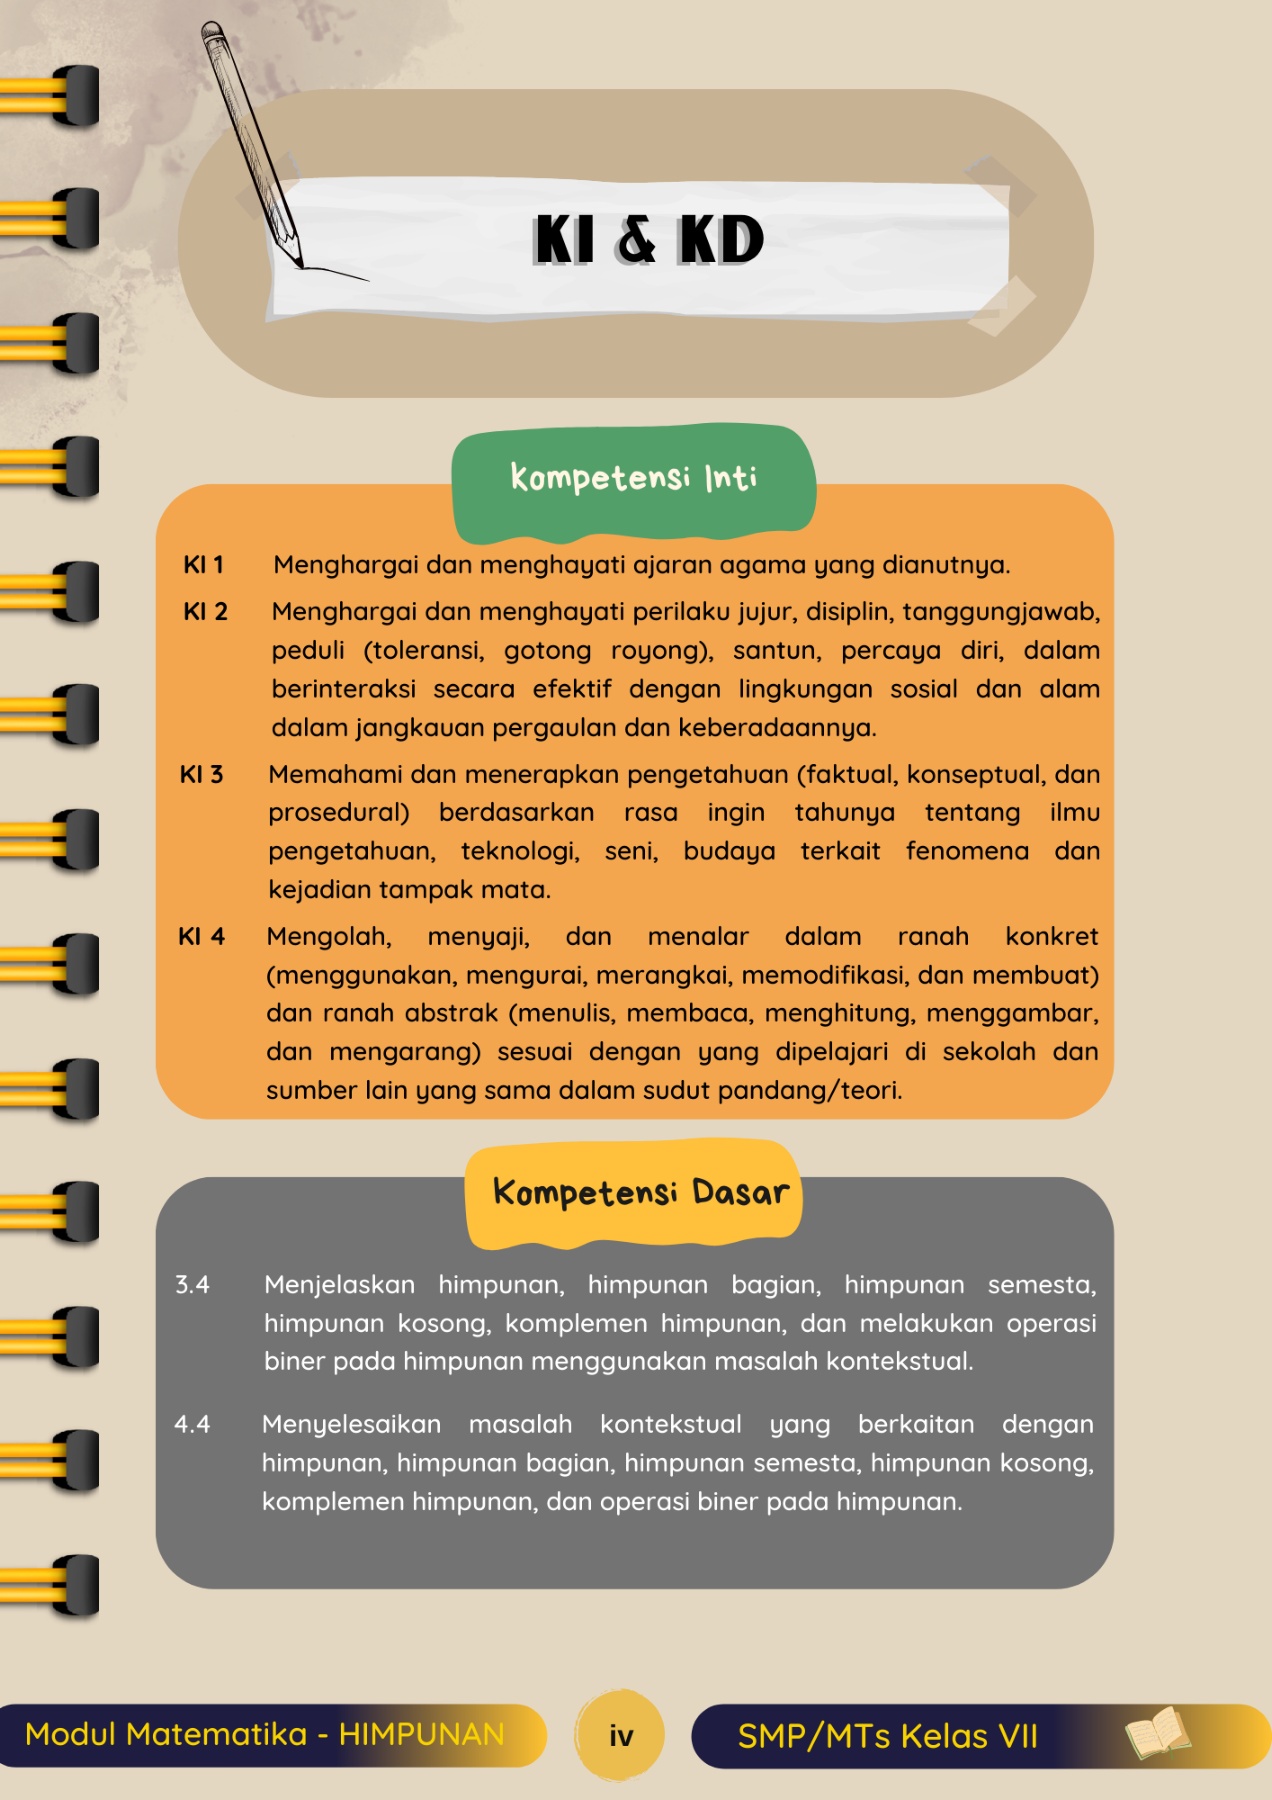 KI & KD
Kompetensi Inti
KI 1 Menghargai dan menghayati ajaran agama yang dianutnya.
KI 2 Menghargai dan menghayati perilaku jujur, disiplin, tanggungjawab,
peduli (toleransi, gotong royong), santun, percaya diri, dalam
berinteraksi secara efektif dengan lingkungan sosial dan alam
dalam jangkauan pergaulan dan keberadaannya.
KI 3 Memahami dan menerapkan pengetahuan (faktual, konseptual, dan
prosedural) berdasarkan rasa ingin tahunya tentang ilmu
pengetahuan, teknologi, seni, budaya terkait fenomena dan
kejadian tampak mata.
KI 4 Mengolah, menyaji, dan menalar dalam ranah konkret
(menggunakan, mengurai, merangkai, memodifikasi, dan membuat)
dan ranah abstrak (menulis, membaca, menghitung, menggambar,
dan mengarang) sesuai dengan yang dipelajari di sekolah dan
sumber lain yang sama dalam sudut pandang/teori.
Kompetensi Dasar
3.4 Menjelaskan himpunan, himpunan bagian, himpunan semesta,
himpunan kosong, komplemen himpunan, dan melakukan operasi
biner pada himpunan menggunakan masalah kontekstual.
4.4 Menyelesaikan masalah kontekstual yang berkaitan dengan
himpunan, himpunan bagian, himpunan semesta, himpunan kosong,
komplemen himpunan, dan operasi biner pada himpunan.
Modul Matematika - HIMPUNAN
iv
SMP/MTs Kelas VII